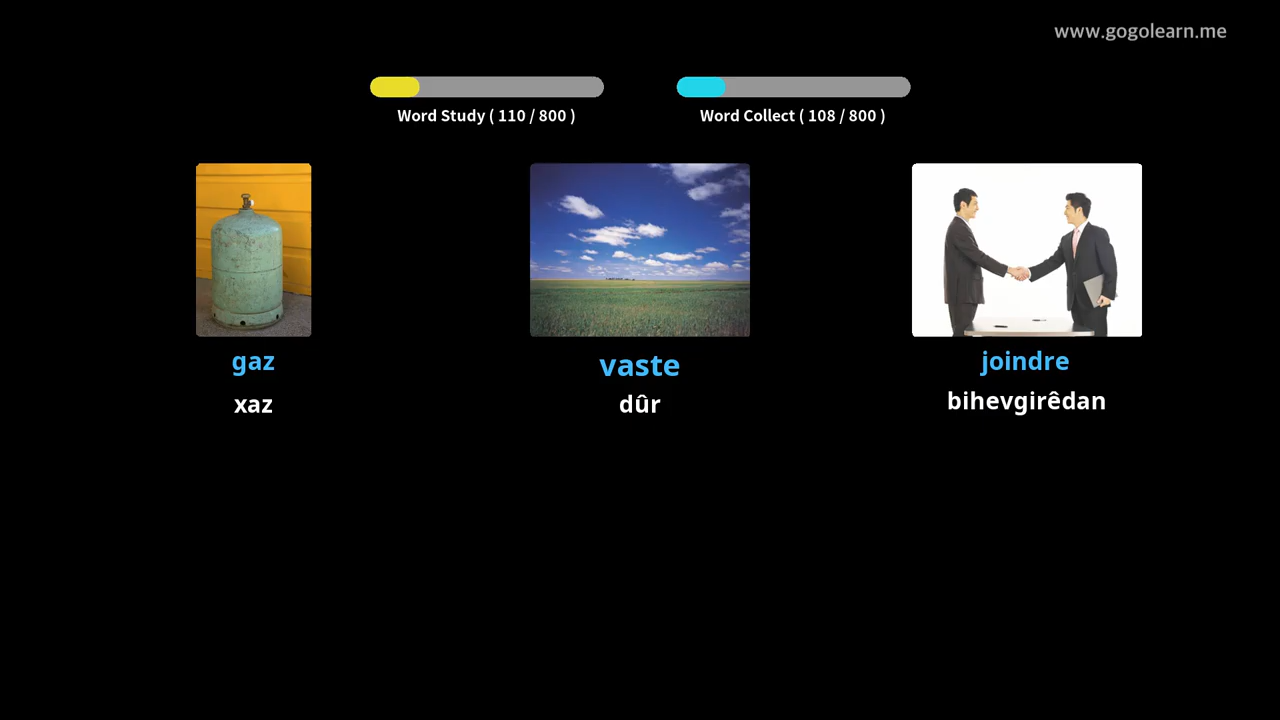 www.gogolearn.me
Word Study ( 110 / 800 )
Word Collect ( 108 / 800 )
gaz
xaz
vaste
dûr
joindre
bihevgirêdan